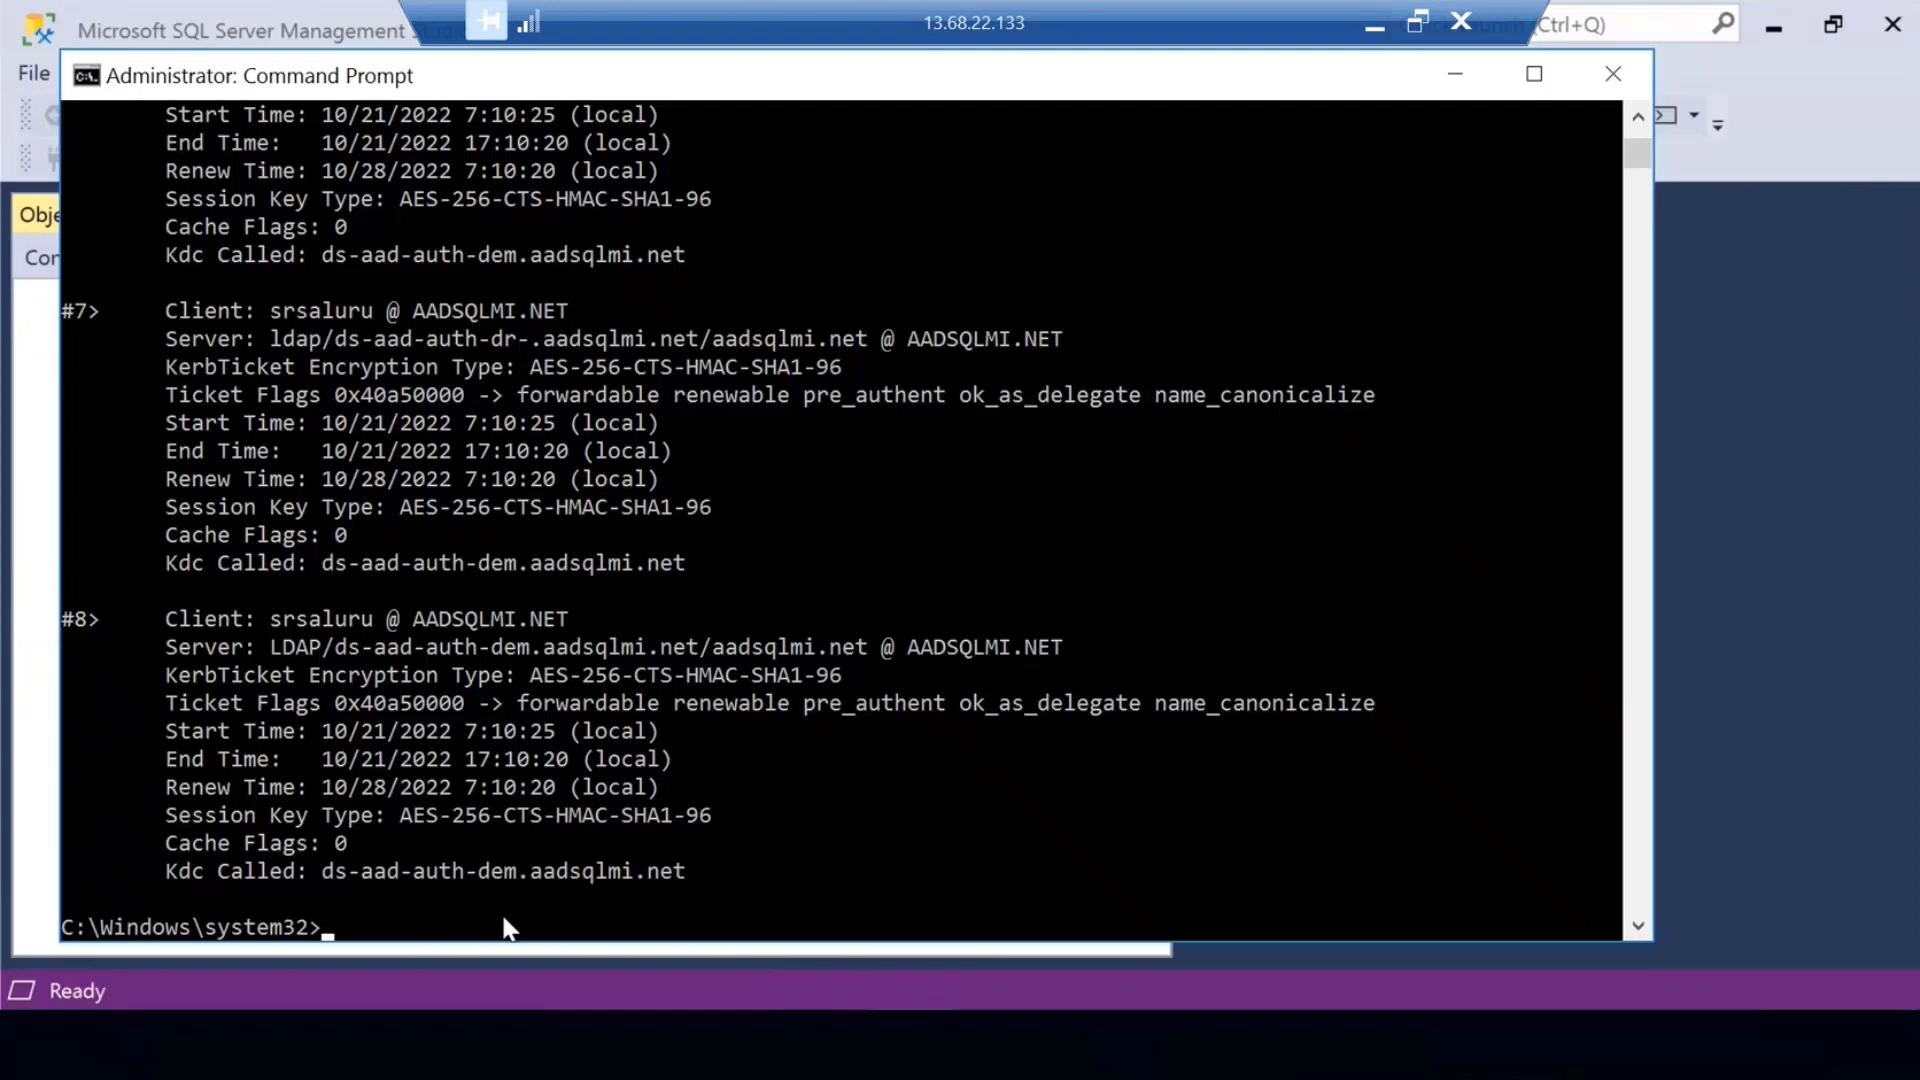 Microsoft SQL Server Management
13.68.22.133
(Ctrl+Q)
File
Administrator: Command Prompt
Obje
Con
Start Time: 10/21/2022 7:10:25 (local)
End Time:   10/21/2022 17:10:20 (local)
Renew Time: 10/28/2022 7:10:20 (local)
Session Key Type: AES-256-CTS-HMAC-SHA1-96
Cache Flags: 0
Kdc Called: ds-aad-auth-dem.aadsqlmi.net
#7>     Client: srsaluru @ AADSQLMI.NET
Server: ldap/ds-aad-auth-dr-.aadsqlmi.net/aadsqlmi.net @ AADSQLMI.NET
KerbTicket Encryption Type: AES-256-CTS-HMAC-SHA1-96
Ticket Flags 0x40a50000 -> forwardable renewable pre_authent ok_as_delegate name_canonicalize
Start Time: 10/21/2022 7:10:25 (local)
End Time:   10/21/2022 17:10:20 (local)
Renew Time: 10/28/2022 7:10:20 (local)
Session Key Type: AES-256-CTS-HMAC-SHA1-96
Cache Flags: 0
Kdc Called: ds-aad-auth-dem.aadsqlmi.net
#8>     Client: srsaluru @ AADSQLMI.NET
Server: LDAP/ds-aad-auth-dem.aadsqlmi.net/aadsqlmi.net @ AADSQLMI.NET
KerbTicket Encryption Type: AES-256-CTS-HMAC-SHA1-96
Ticket Flags 0x40a50000 -> forwardable renewable pre_authent ok_as_delegate name_canonicalize
Start Time: 10/21/2022 7:10:25 (local)
End Time:   10/21/2022 17:10:20 (local)
Renew Time: 10/28/2022 7:10:20 (local)
Session Key Type: AES-256-CTS-HMAC-SHA1-96
Cache Flags: 0
Kdc Called: ds-aad-auth-dem.aadsqlmi.net
C:\Windows\system32>
Ready